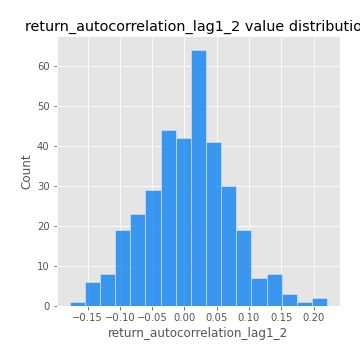 return_autocorrelation_lag1_2 value distributio
Count
60
50
40
30
20
10
0
−0.15 −0.10 −0.05 0.00 0.05 0.10 0.15 0.20
return_autocorrelation_lag1_2